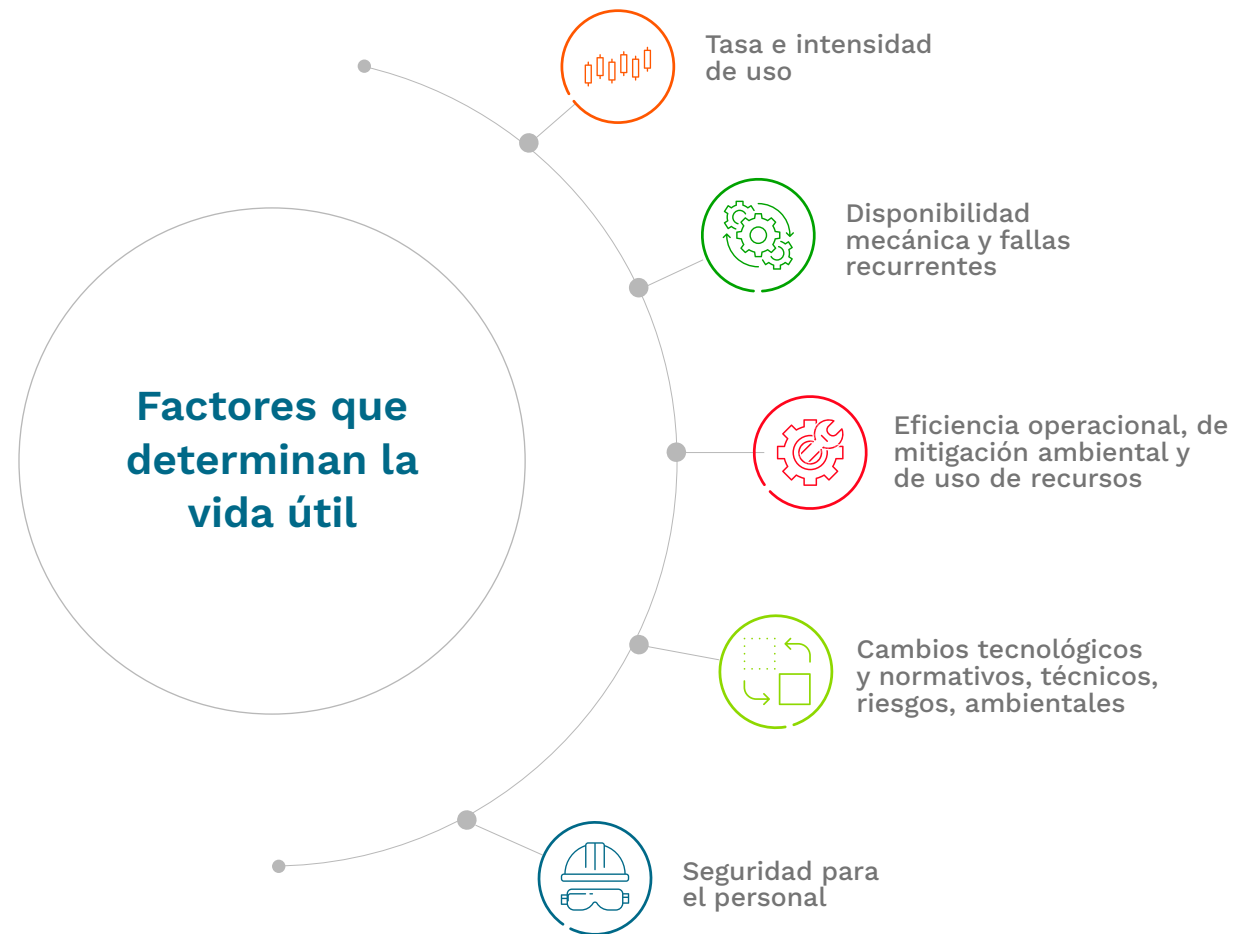 Tasa e intensidad
de uso
Disponibilidad
mecánica y fallas
recurrentes
Factores que
determinan la
vida útil
Eficiencia operacional, de
mitigación ambiental y
de uso de recursos
Cambios tecnológicos
y normativos, técnicos,
riesgos, ambientales
Seguridad para
el personal